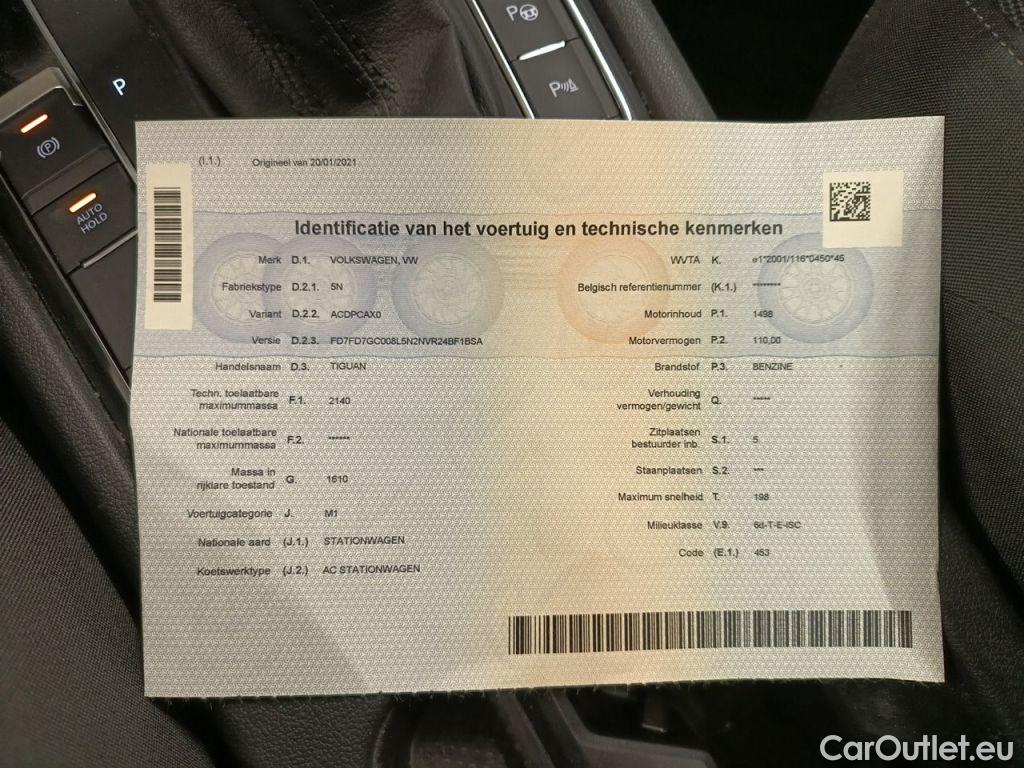 P
P
P
(P)
AUTO
HOLD
(I.1.) Origineel van 20/01/2021
Identificatie van het voertuig en technische kenmerken
Merk D.1. VOLKSWAGEN, VW
Fabriekstype D.2.1. 5N
Variant D.2.2. ACDPCAX0
Versie D.2.3. FD7FD7GC008L5N2NVR24BF1BSA
Handelsnaam D.3. TIGUAN
Techn. toelaatbare
maximummassa F.1. 2140
Nationale toelaatbare
maximummassa F.2. ******
Massa in
rijklare toestand G. 1610
Voertuigcategorie J. M1
Nationale aard (J.1.) STATIONWAGEN
Koetswerktype (J.2.) AC STATIONWAGEN
WVTA K. e1*2001/116*0450*45
Belgisch referentienummer (K.1.) ********
Motorinhoud P.1. 1498
Motorvermogen P.2. 110,00
Brandstof P.3. BENZINE -
Verhouding
vermogen/gewicht Q. *****
Zitplaatsen
bestuurder inb. S.1. 5
Staanplaatsen S.2. ***
Maximum snelheid T. 198
Milieuklasse V.9. 6d-T-E-ISC
Code (E.1.) 453
CarOutlet.eu